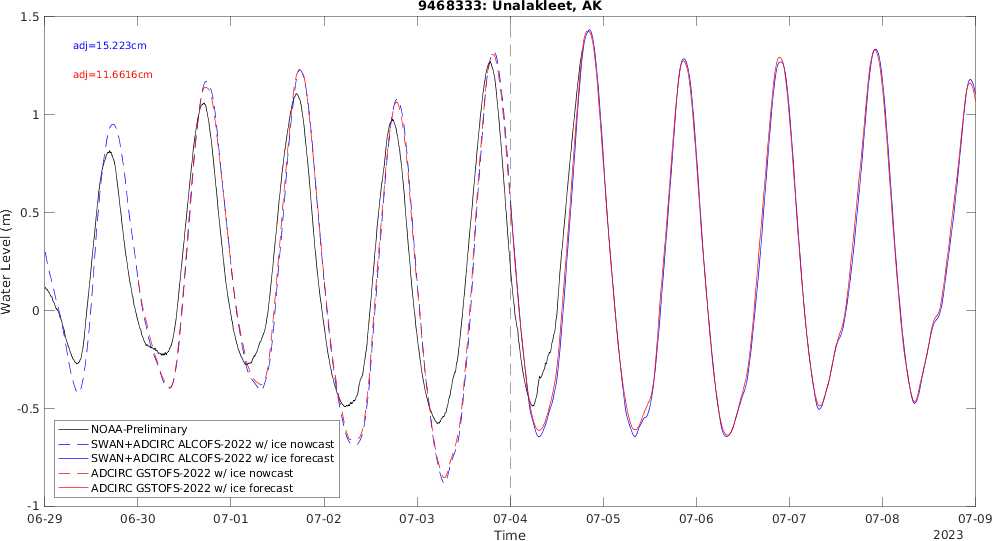 9468333: Unalakleet, AK
adj=15.223cm
adj=11.6616cm
Water Level (m)
1.5
1
0.5
0
-0.5
-1
NOAA-Preliminary
SWAN+ADCIRC ALCOFS-2022 w/ ice nowcast
SWAN+ADCIRC ALCOFS-2022 w/ ice forecast
ADCIRC GSTOFS-2022 w/ ice nowcast
ADCIRC GSTOFS-2022 w/ ice forecast
06-29 06-30 07-01 07-02 07-03 07-04 07-05 07-06 07-07 07-08 07-09
Time
2023